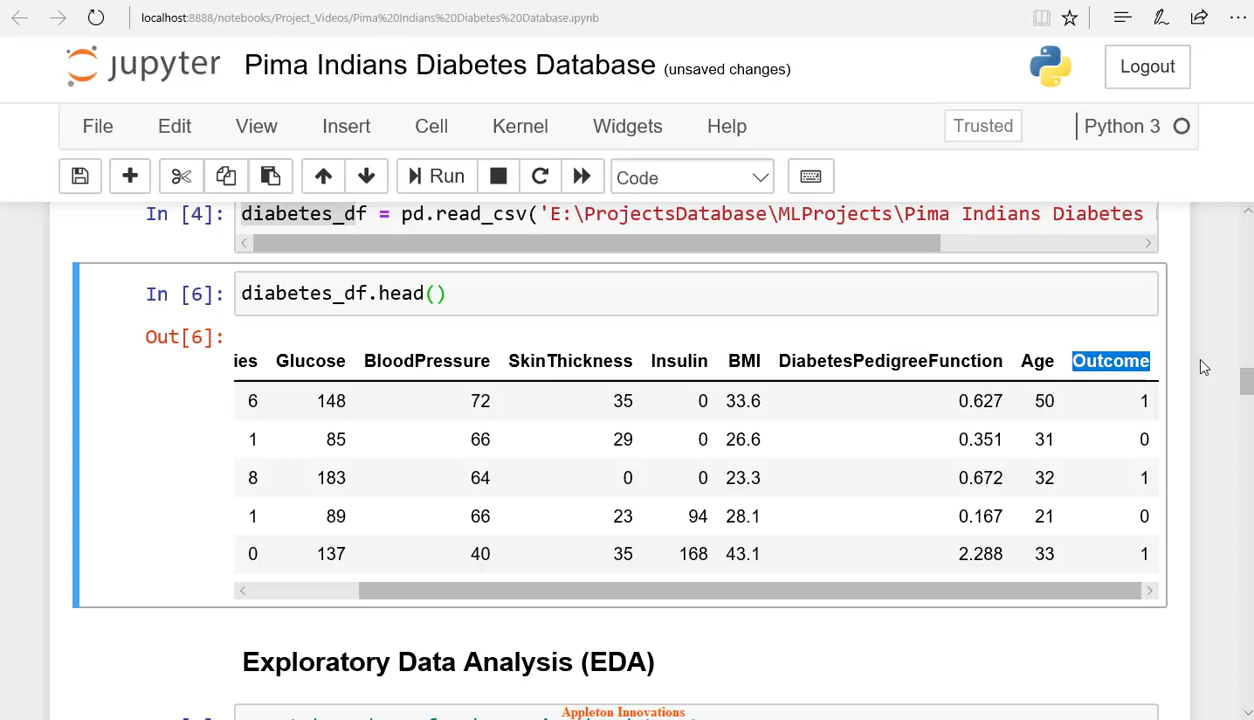 localhost:8888/notebooks/Project_Videos/Pima%20Indians%20Diabetes%20Database.ipynb
jupyter Pima Indians Diabetes Database (unsaved changes) Logout
File Edit View Insert Cell Kernel Widgets Help Trusted Python 3
Run Code
In [4]: diabetes_df = pd.read_csv('E:\ProjectsDatabase\MLProjects\Pima Indians Diabetes
In [6]: diabetes_df.head()
Out[6]:
ies Glucose BloodPressure SkinThickness Insulin BMI DiabetesPedigreeFunction Age Outcome
6 148 72 35 0 33.6 0.627 50 1
1 85 66 29 0 26.6 0.351 31 0
8 183 64 0 0 23.3 0.672 32 1
1 89 66 23 94 28.1 0.167 21 0
0 137 40 35 168 43.1 2.288 33 1
Exploratory Data Analysis (EDA)
Appleton Innovations